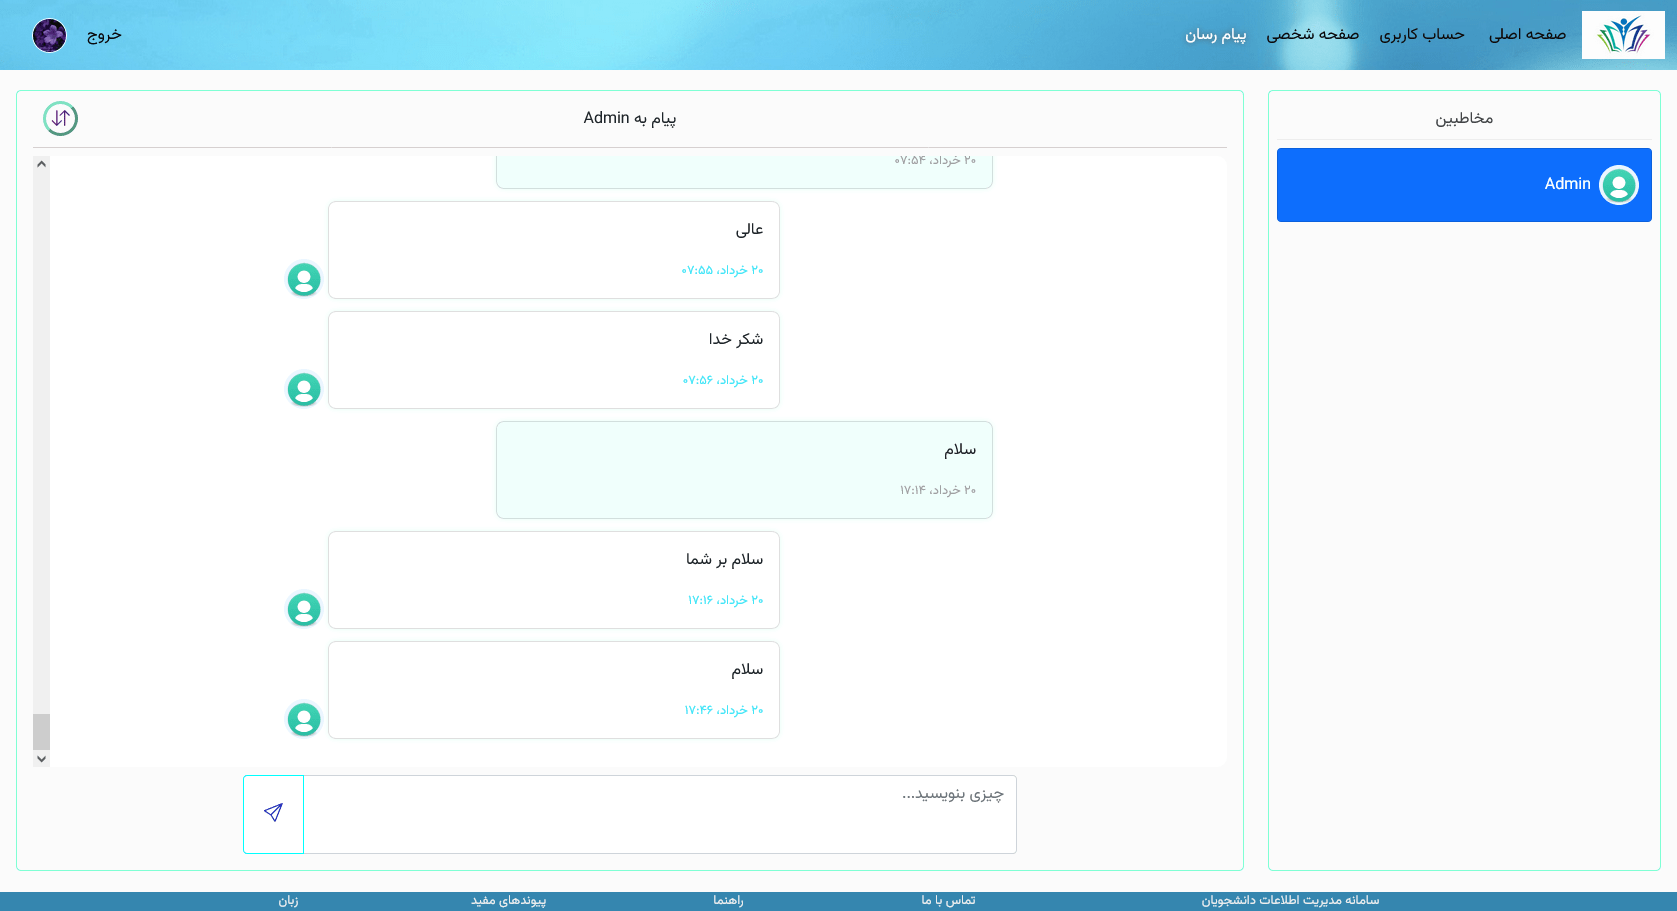 صفحه اصلی
حساب کاربری
صفحه شخصی
پیام رسان
خروج
مخاطبین
Admin
پیام به Admin
۲۰ خرداد، ۰۷:۵۴
عالی
۲۰ خرداد، ۰۷:۵۵
شکر خدا
۲۰ خرداد، ۰۷:۵۶
سلام
۲۰ خرداد، ۱۷:۱۴
سلام بر شما
۲۰ خرداد، ۱۷:۱۶
سلام
۲۰ خرداد، ۱۷:۴۶
چیزی بنویسید...
سامانه مدیریت اطلاعات دانشجویان
تماس با ما
راهنما
پیوندهای مفید
زبان